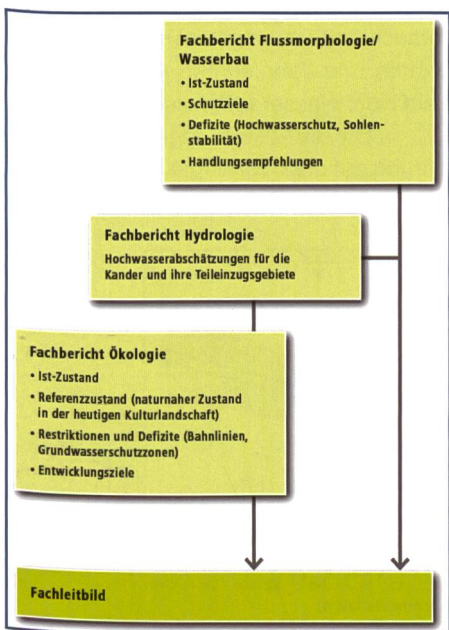 Fachbericht Flussmorphologie/
Wasserbau
• Ist-Zustand
• Schutzziele
• Defizite (Hochwasserschutz, Sohlen-
stabilität)
• Handlungsempfehlungen
Fachbericht Hydrologie
Hochwasserabschätzungen für die
Kander und ihre Teileinzugsgebiete
Fachbericht Ökologie
• Ist-Zustand
• Referenzzustand (naturnaher Zustand
in der heutigen Kulturlandschaft)
• Restriktionen und Defizite (Bahnlinien,
Grundwasserschutzzonen)
• Entwicklungsziele
Fachleitbild